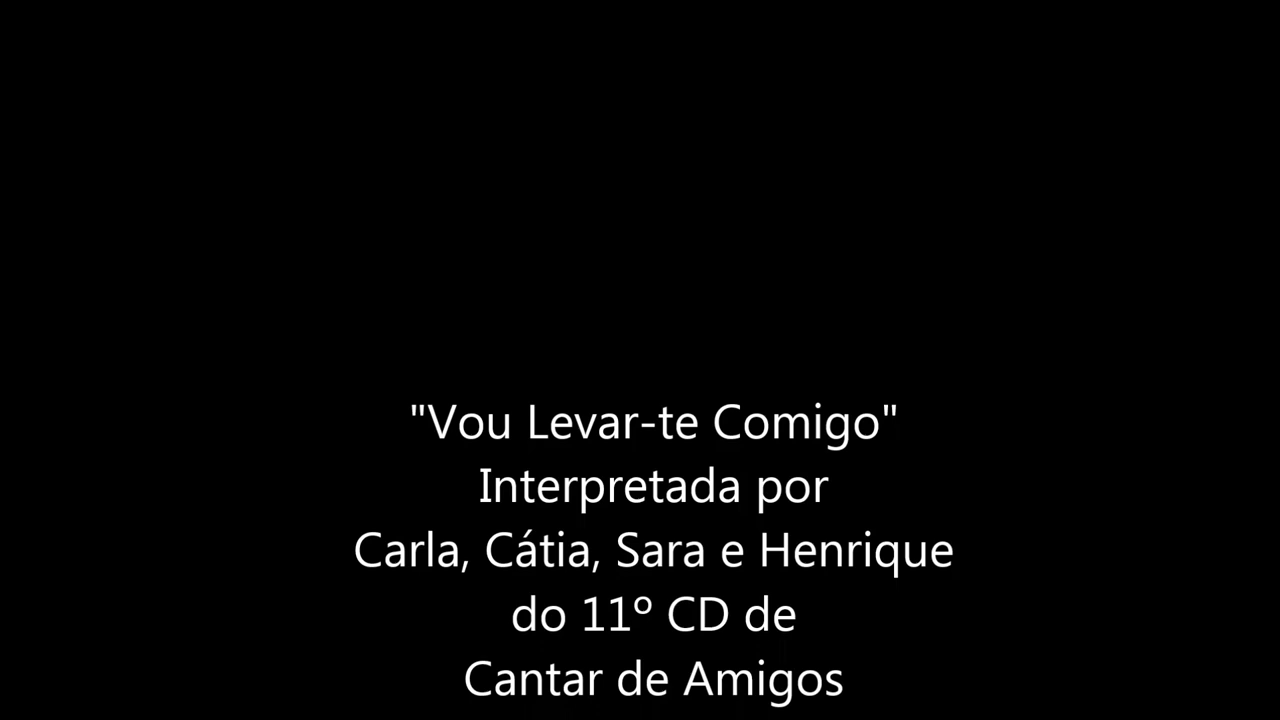 "Vou Levar-te Comigo"
Interpretada por
Carla, Cátia, Sara e Henrique
do 11º CD de
Cantar de Amigos